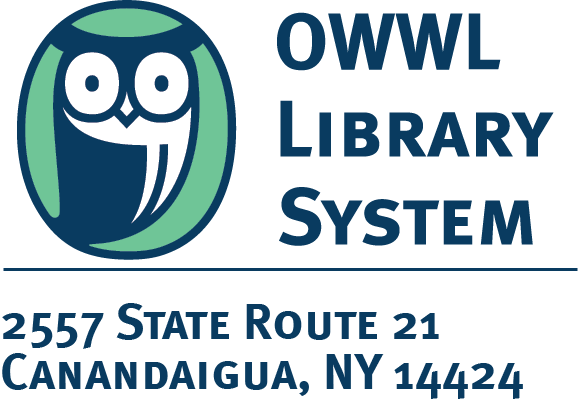 OWWL
Library
System
2557 State Route 21
Canandaigua, NY 14424